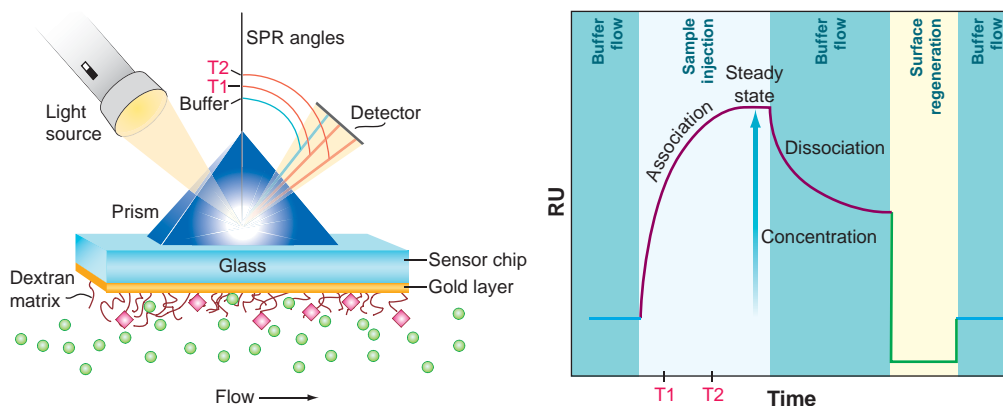 SPR angles
T2
T1
Buffer
Light
source
Detector
Prism
Glass
Sensor chip
Dextran
matrix
Gold layer
Flow
Buffer
flow
Sample
injection
Buffer
flow
Surface
regeneration
Buffer
flow
Steady
state
Association
Dissociation
Concentration
RU
T1
T2
Time